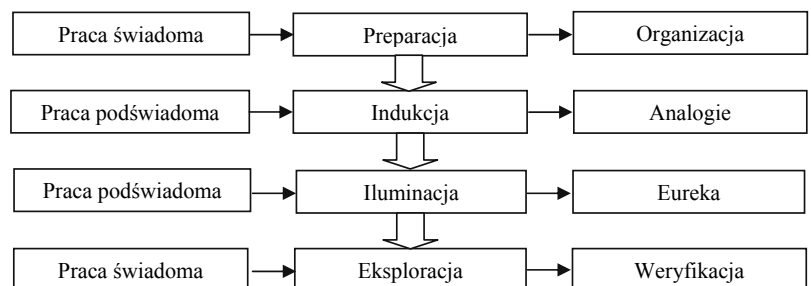 Praca świadoma
Preparacja
Organizacja
Praca podświadoma
Indukcja
Analogie
Praca podświadoma
Iluminacja
Eureka
Praca świadoma
Eksploracja
Weryfikacja